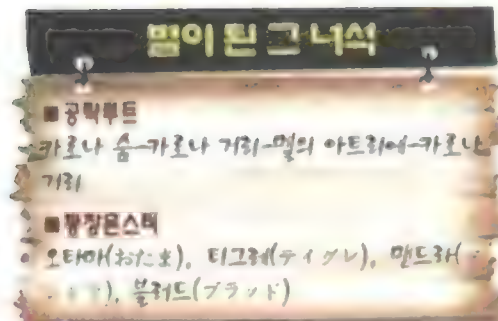 범이 된 그 녀석
■공략루트
카로나 숲-카로나 거리-멜의 아트리에-카로나
거리
■등장몬스터
오타마(おたま), 티그레(ティグレ), 맨드라(
), 블러드(ブラッド)